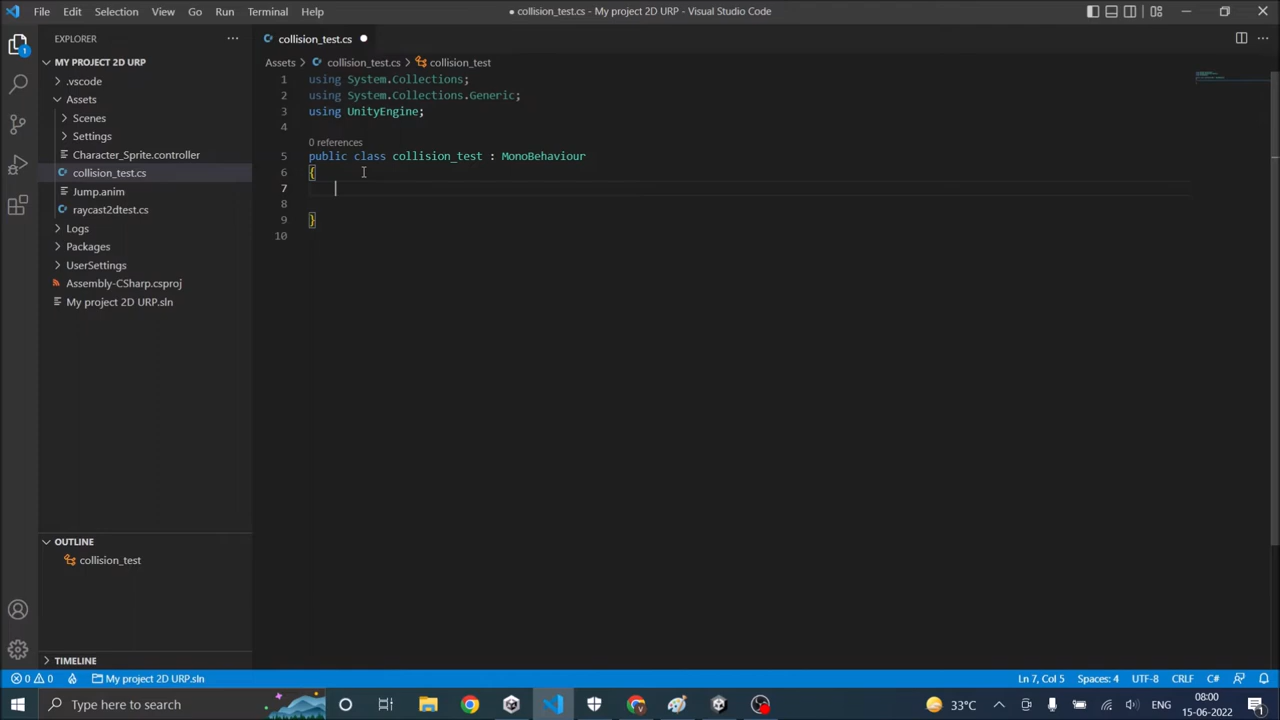 File Edit Selection View Go Run Terminal Help
● collision_test.cs - My project 2D URP - Visual Studio Code
EXPLORER
MY PROJECT 2D URP
.vscode
Assets
Scenes
Settings
Character_Sprite.controller
collision_test.cs
Jump.anim
raycast2dtest.cs
Logs
Packages
UserSettings
Assembly-CSharp.csproj
My project 2D URP.sln
OUTLINE
collision_test
TIMELINE
collision_test.cs ●
Assets > collision_test.cs > collision_test
1 using System.Collections;
2 using System.Collections.Generic;
3 using UnityEngine;
4
0 references
5 public class collision_test : MonoBehaviour
6 {
7
8
9 }
10
0 0 My project 2D URP.sln Ln 7, Col 5 Spaces: 4 UTF-8 CRLF C#
Type here to search
33°C ENG
08:00
15-06-2022
1
1